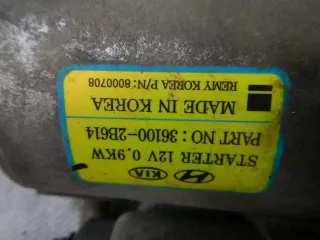 KIA
STARTER 12V 0.9KW
PART NO : 36100-2B614
MADE IN KOREA
REMY KOREA P/N : 8000708